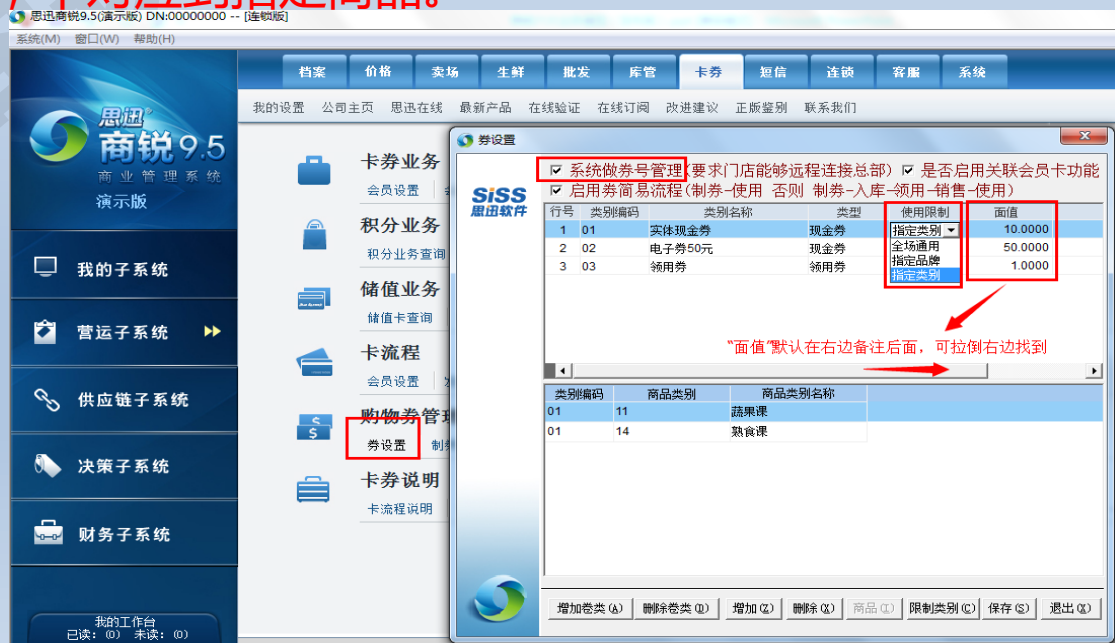 个对应到指定商品。
思迅商锐9.5(演示版) DN:00000000 -- [连锁版]
系统(M) 窗口(W) 帮助(H)
档案 价格 卖场 生鲜 批发 库管 卡券 短信 连锁 客服 系统
我的设置 公司主页 思迅在线 最新产品 在线验证 在线订阅 改进建议 正版鉴别 联系我们
思迅
商锐9.5
商业管理系统
演示版
我的子系统
营运子系统
供应链子系统
决策子系统
财务子系统
我的工作台
已读: (0) 未读: (0)
卡券业务
会员设置
积分业务
积分业务查询
储值业务
储值卡查询
卡流程
会员设置
购物券管理
券设置 制券
卡券说明
卡流程说明
券设置
SiSS
思迅软件
系统做券号管理(要求门店能够远程连接总部) 是否启用关联会员卡功能
启用券简易流程(制券-使用 否则 制券-入库-领用-销售-使用)
行号 类别编码 类别名称 类型 使用限制 面值
1 01 实体现金券 现金券 指定类别 10.0000
2 02 电子券50元 现金券 全场通用 50.0000
3 03 领用券 领用券 指定品牌 1.0000
指定类别
"面值"默认在右边备注后面，可拉倒右边找到
类别编码 商品类别 商品类别名称
01 11 蔬果课
01 14 熟食课
增加卷类(A) 删除卷类(D) 增加(Z) 删除(X) 商品(I) 限制类别(C) 保存(S) 退出(X)